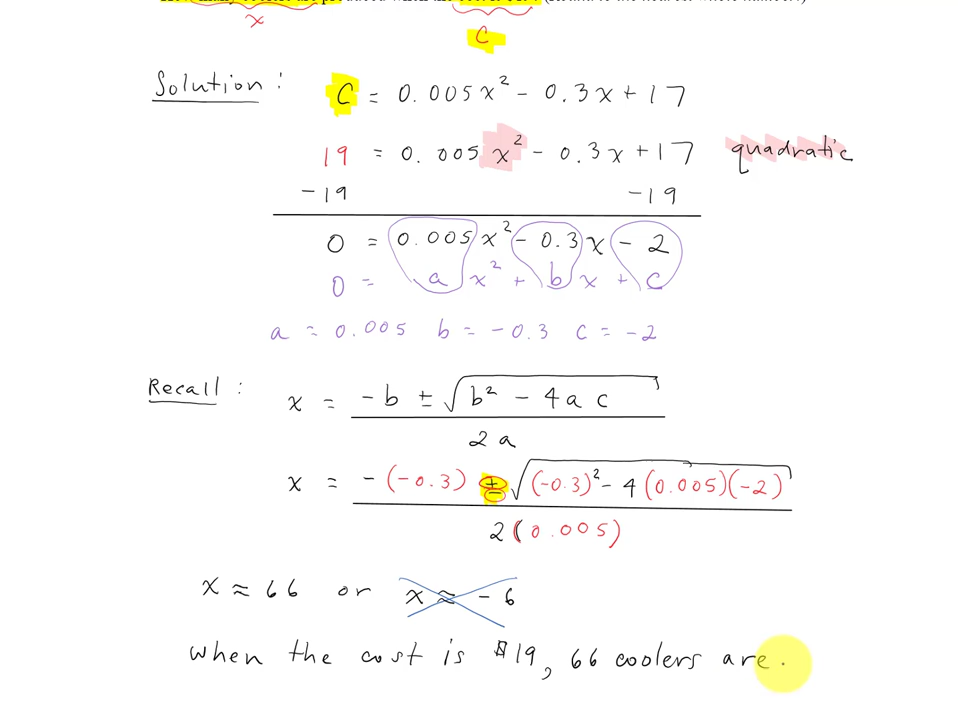 x
C
Solution : C = 0.005x² - 0.3x + 17
19 = 0.005x² - 0.3x + 17 quadratic
-19 -19
0 = 0.005x² - 0.3x - 2
0 = a x² + b x + c
a = 0.005 b = -0.3 c = -2
Recall : x = -b ± √(b² - 4ac) / 2a
x = -(-0.3) ± √((-0.3)² - 4(0.005)(-2)) / 2(0.005)
x ≈ 66 or x ≈ -6
when the cost is $19, 66 coolers are.